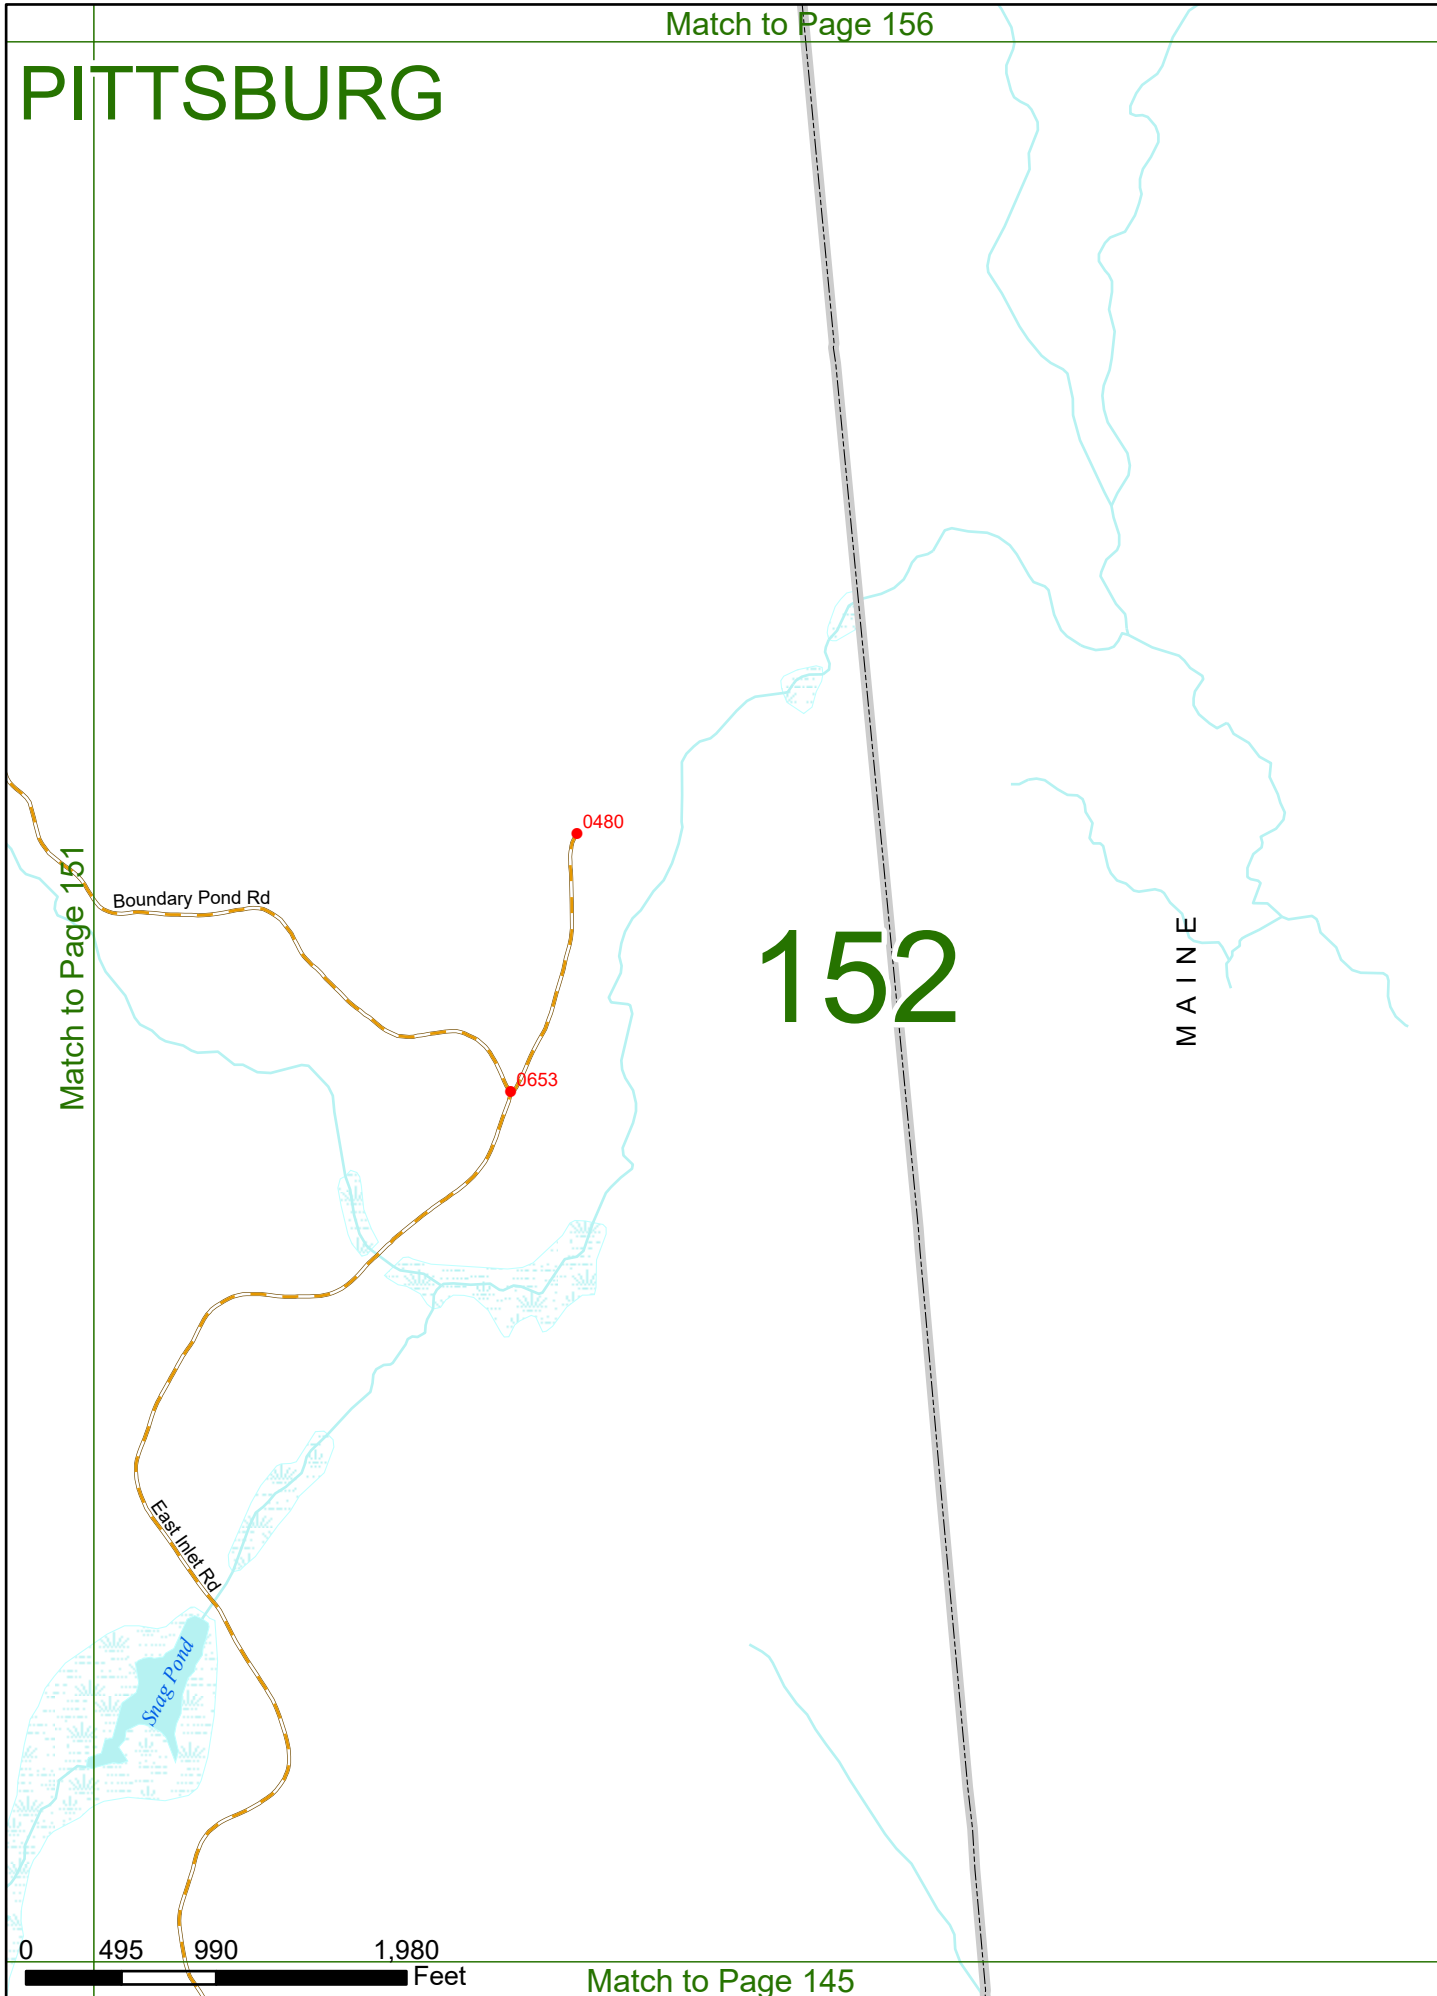 Match to Page 156
PITTSBURG
0480
Match to Page 151
Boundary Pond Rd
152
MAINE
0653
East Inlet Rd
Snag Pond
0 495 990 1,980
Feet
Match to Page 145